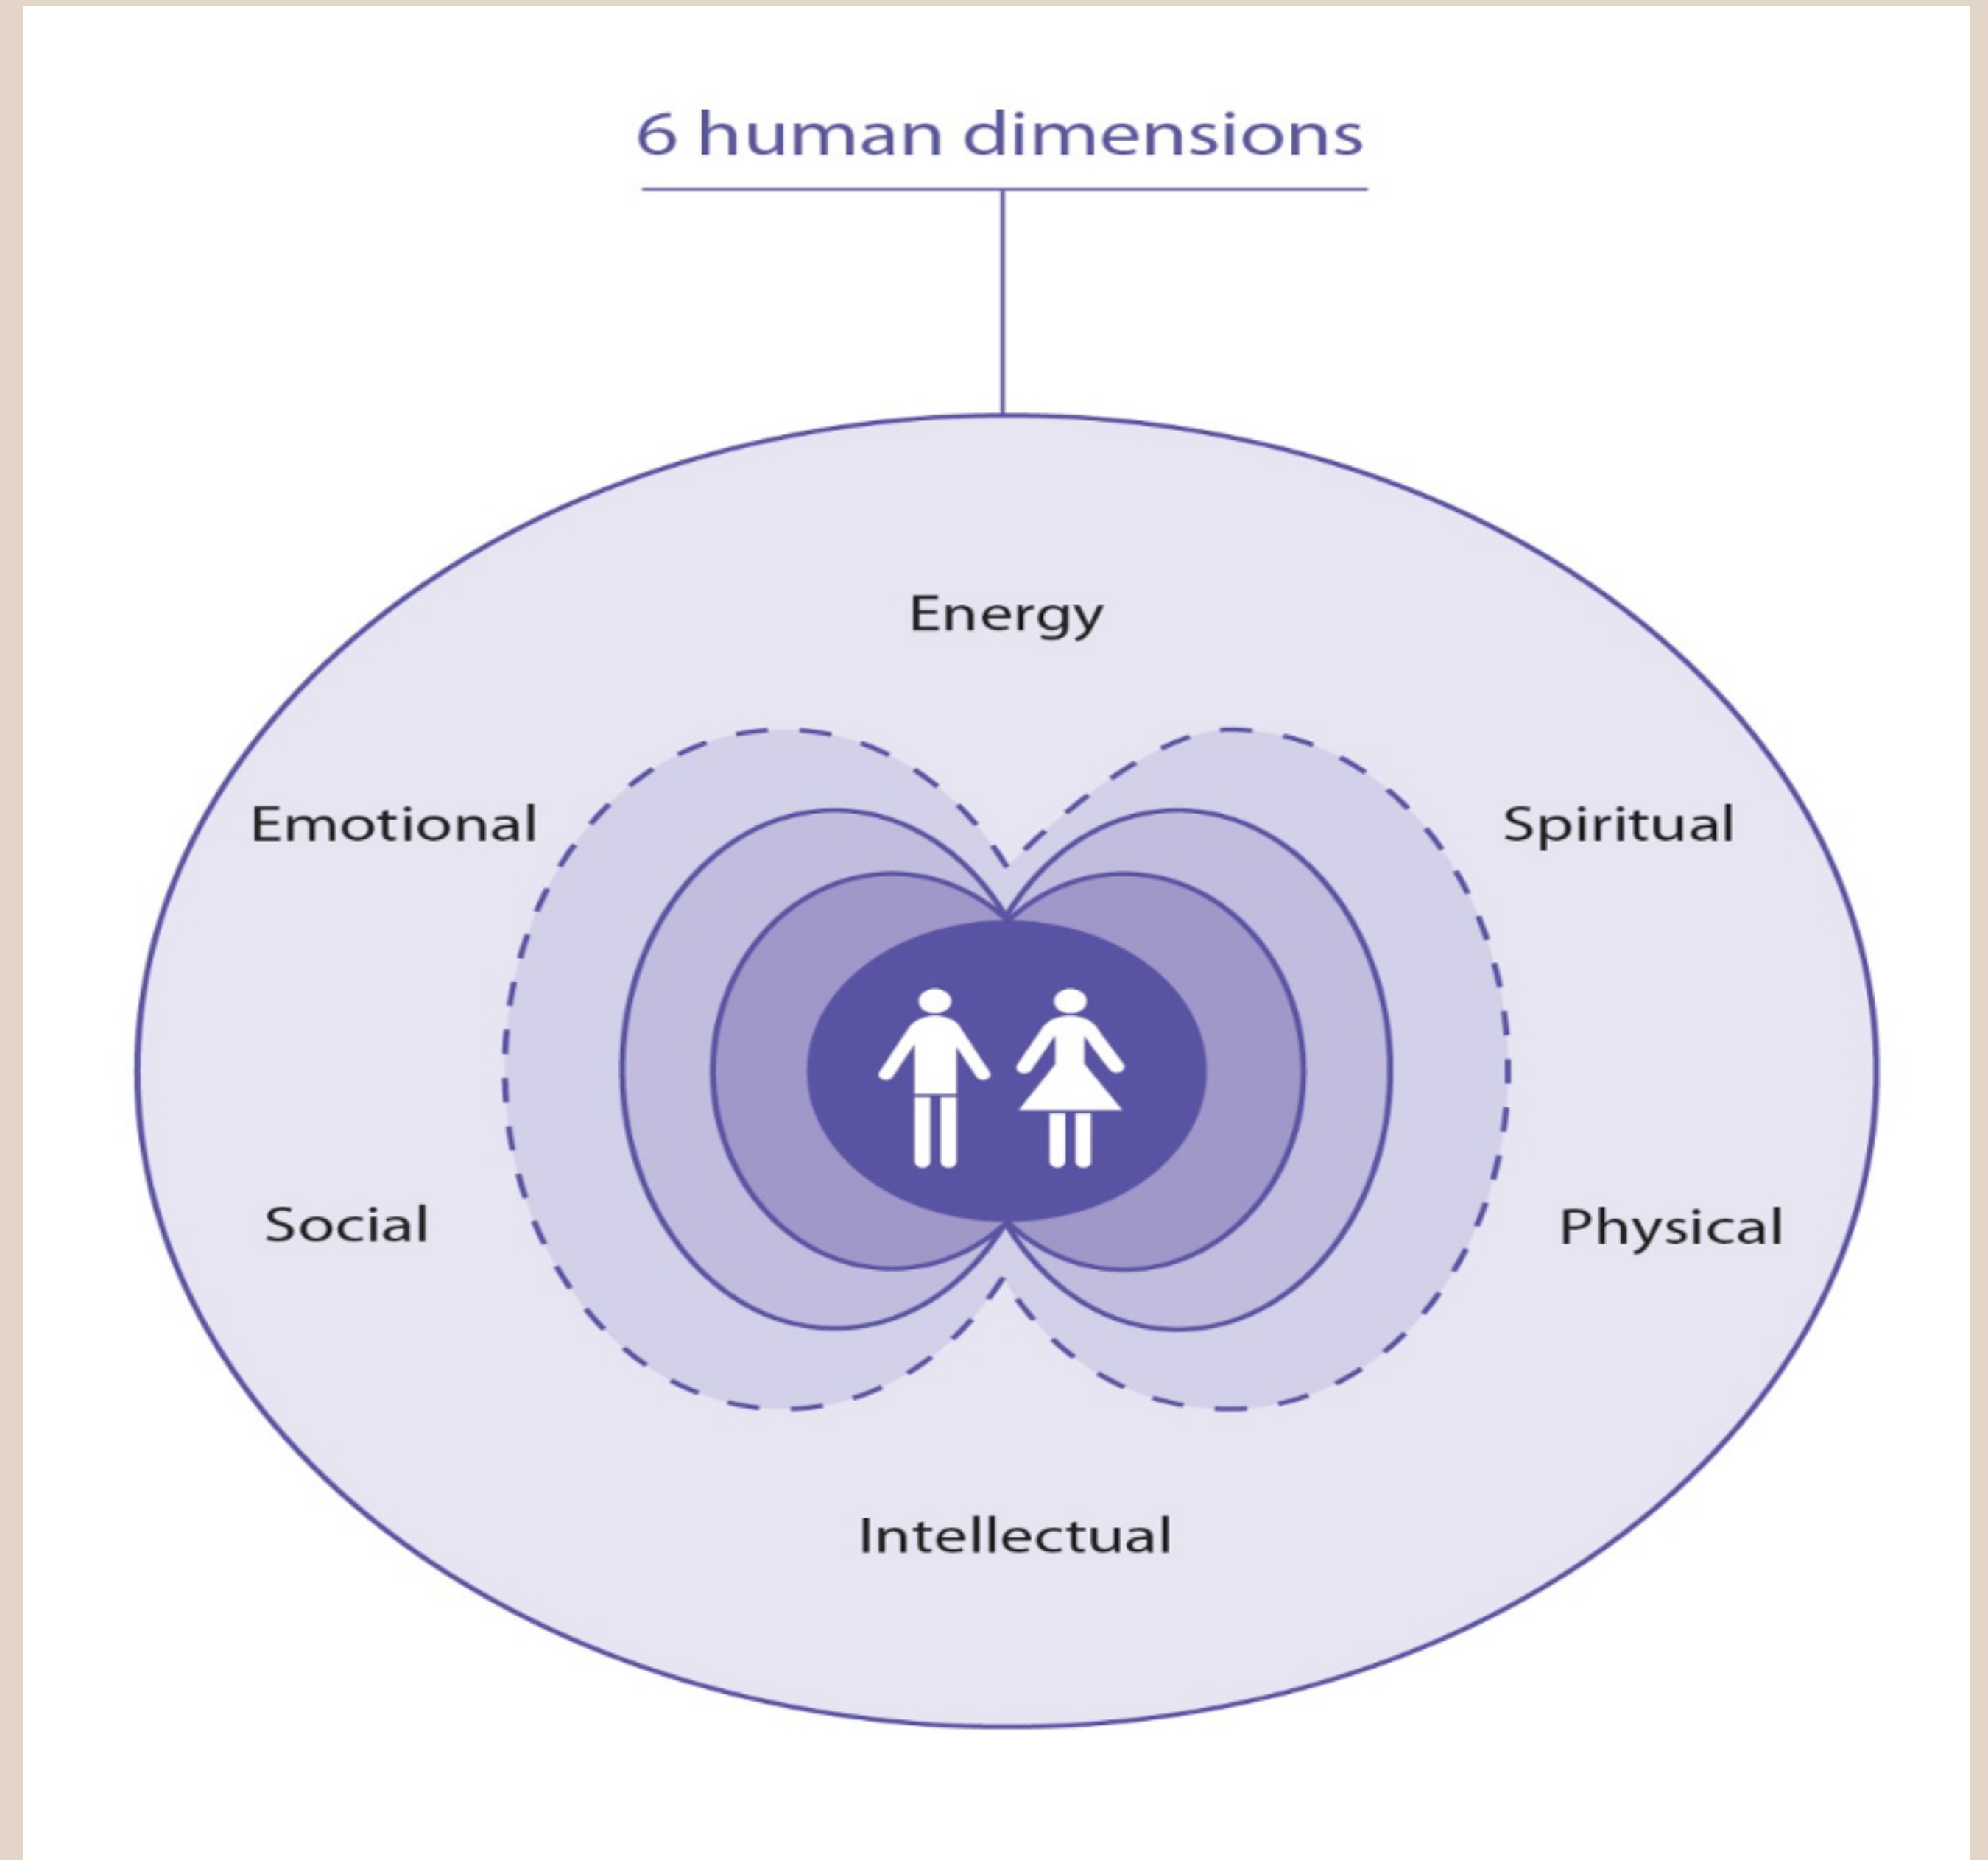 6 human dimensions
Energy
Emotional
Spiritual
Social
Physical
Intellectual